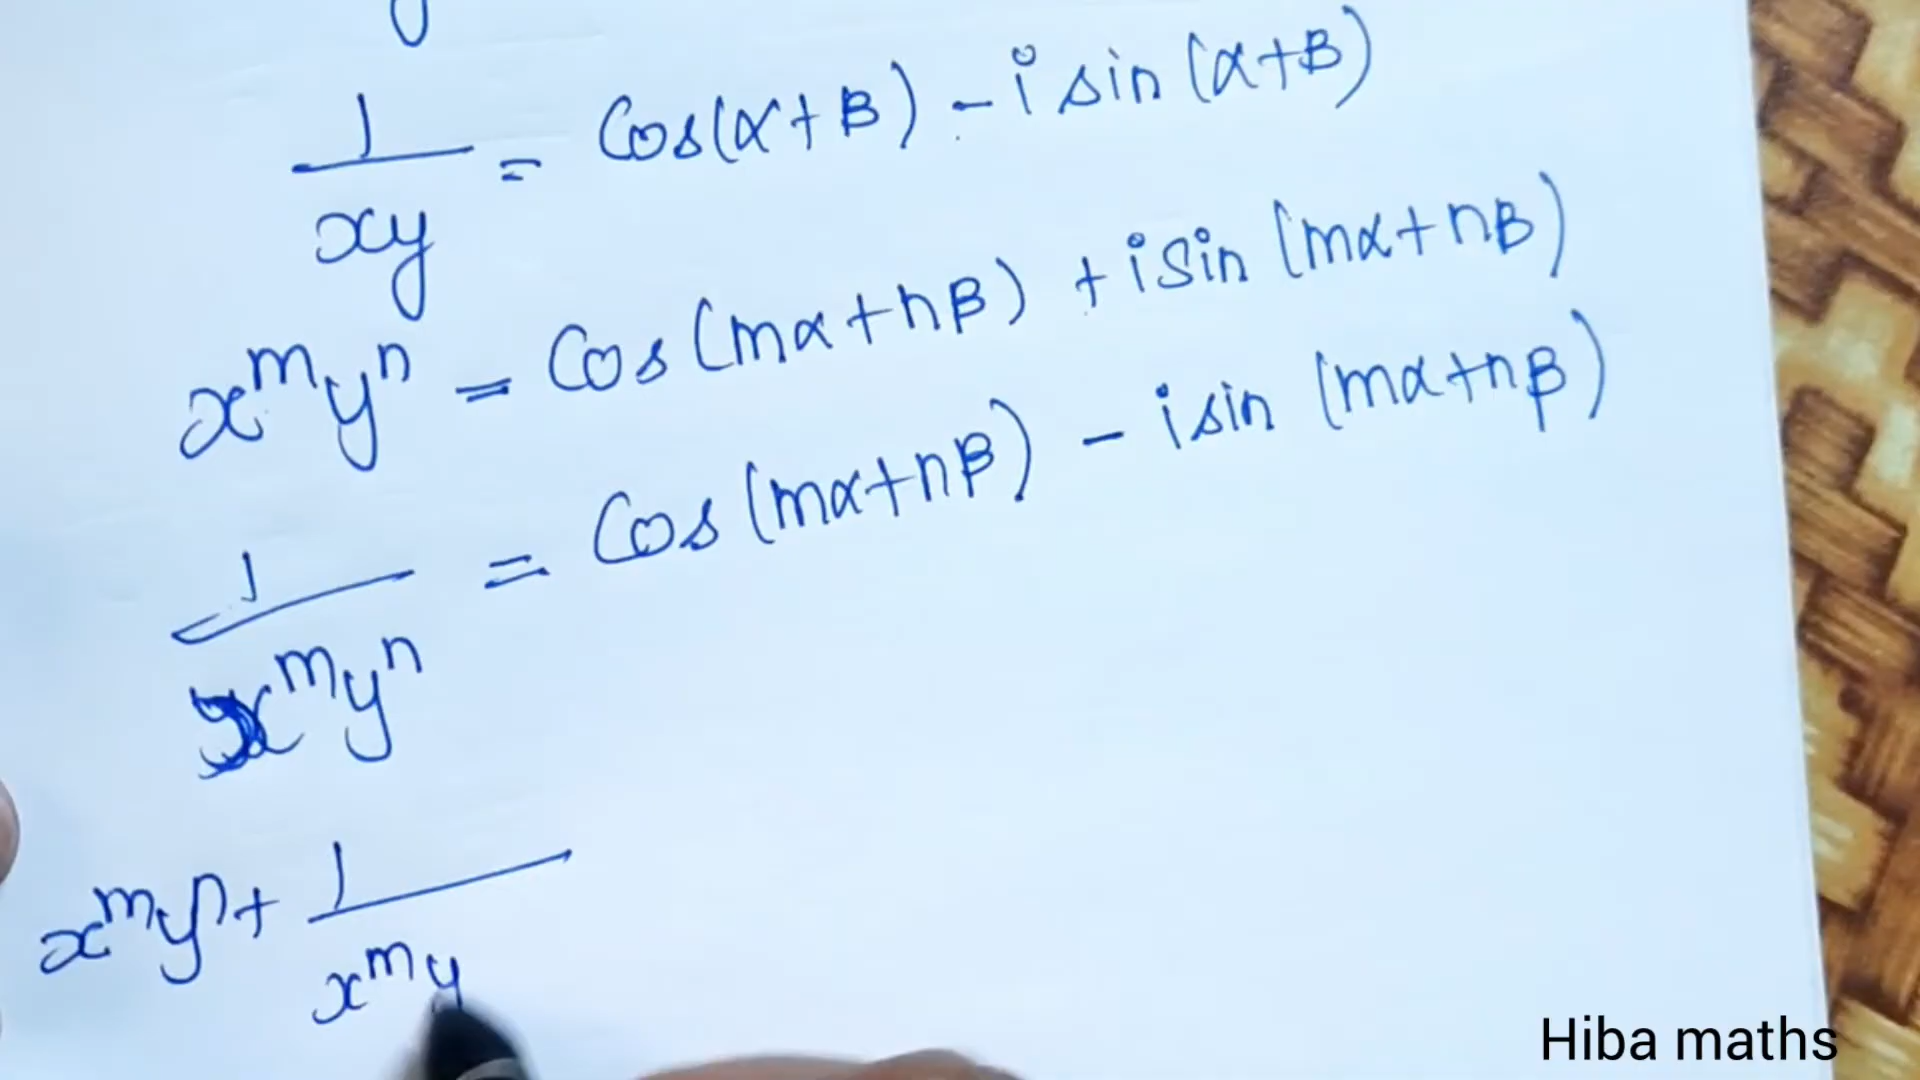 y
1/xy = Cos(α+β) - i sin (α+β)
x^m y^n = Cos (mα+nβ) + i Sin (mα+nβ)
1/x^m y^n = Cos (mα+nβ) - i sin (mα+nβ)
x^m y^n + 1/x^m y
Hiba maths